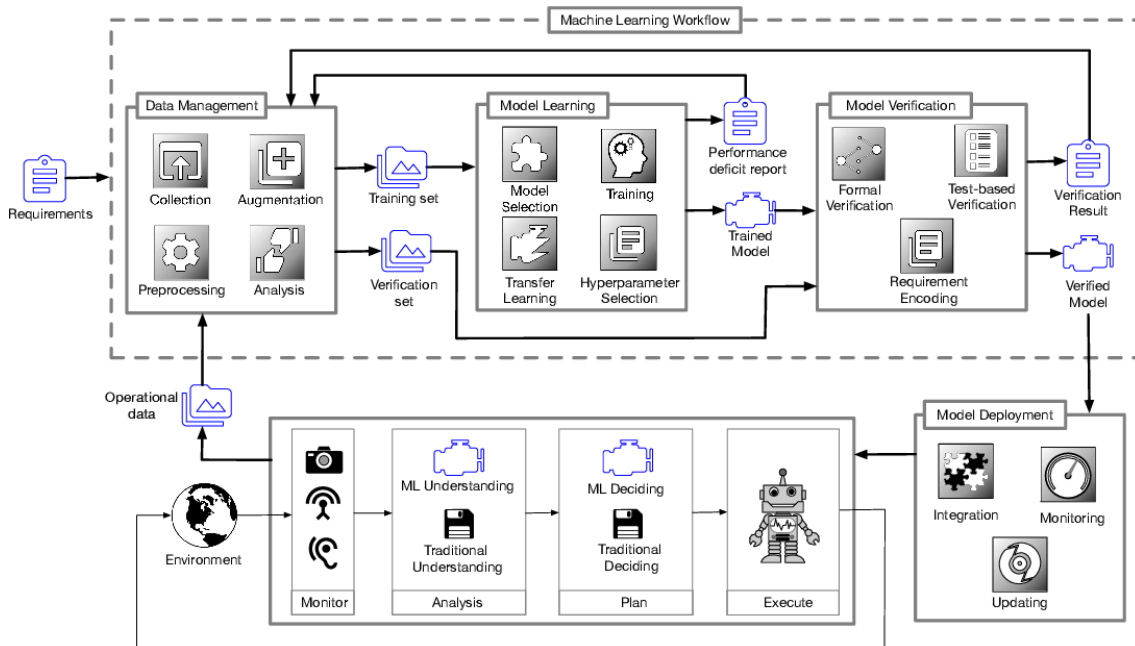 Machine Learning Workflow
Data Management
Collection
Augmentation
Preprocessing
Analysis
Requirements
Training set
Verification
set
Model Learning
Model
Selection
Training
Transfer
Learning
Hyperparameter
Selection
Performance
deficit report
Trained
Model
Model Verification
Formal
Verification
Test-based
Verification
Requirement
Encoding
Verification
Result
Verified
Model
Operational
data
Environment
Monitor
ML Understanding
Traditional
Understanding
Analysis
ML Deciding
Traditional
Deciding
Plan
Execute
Model Deployment
Integration
Monitoring
Updating